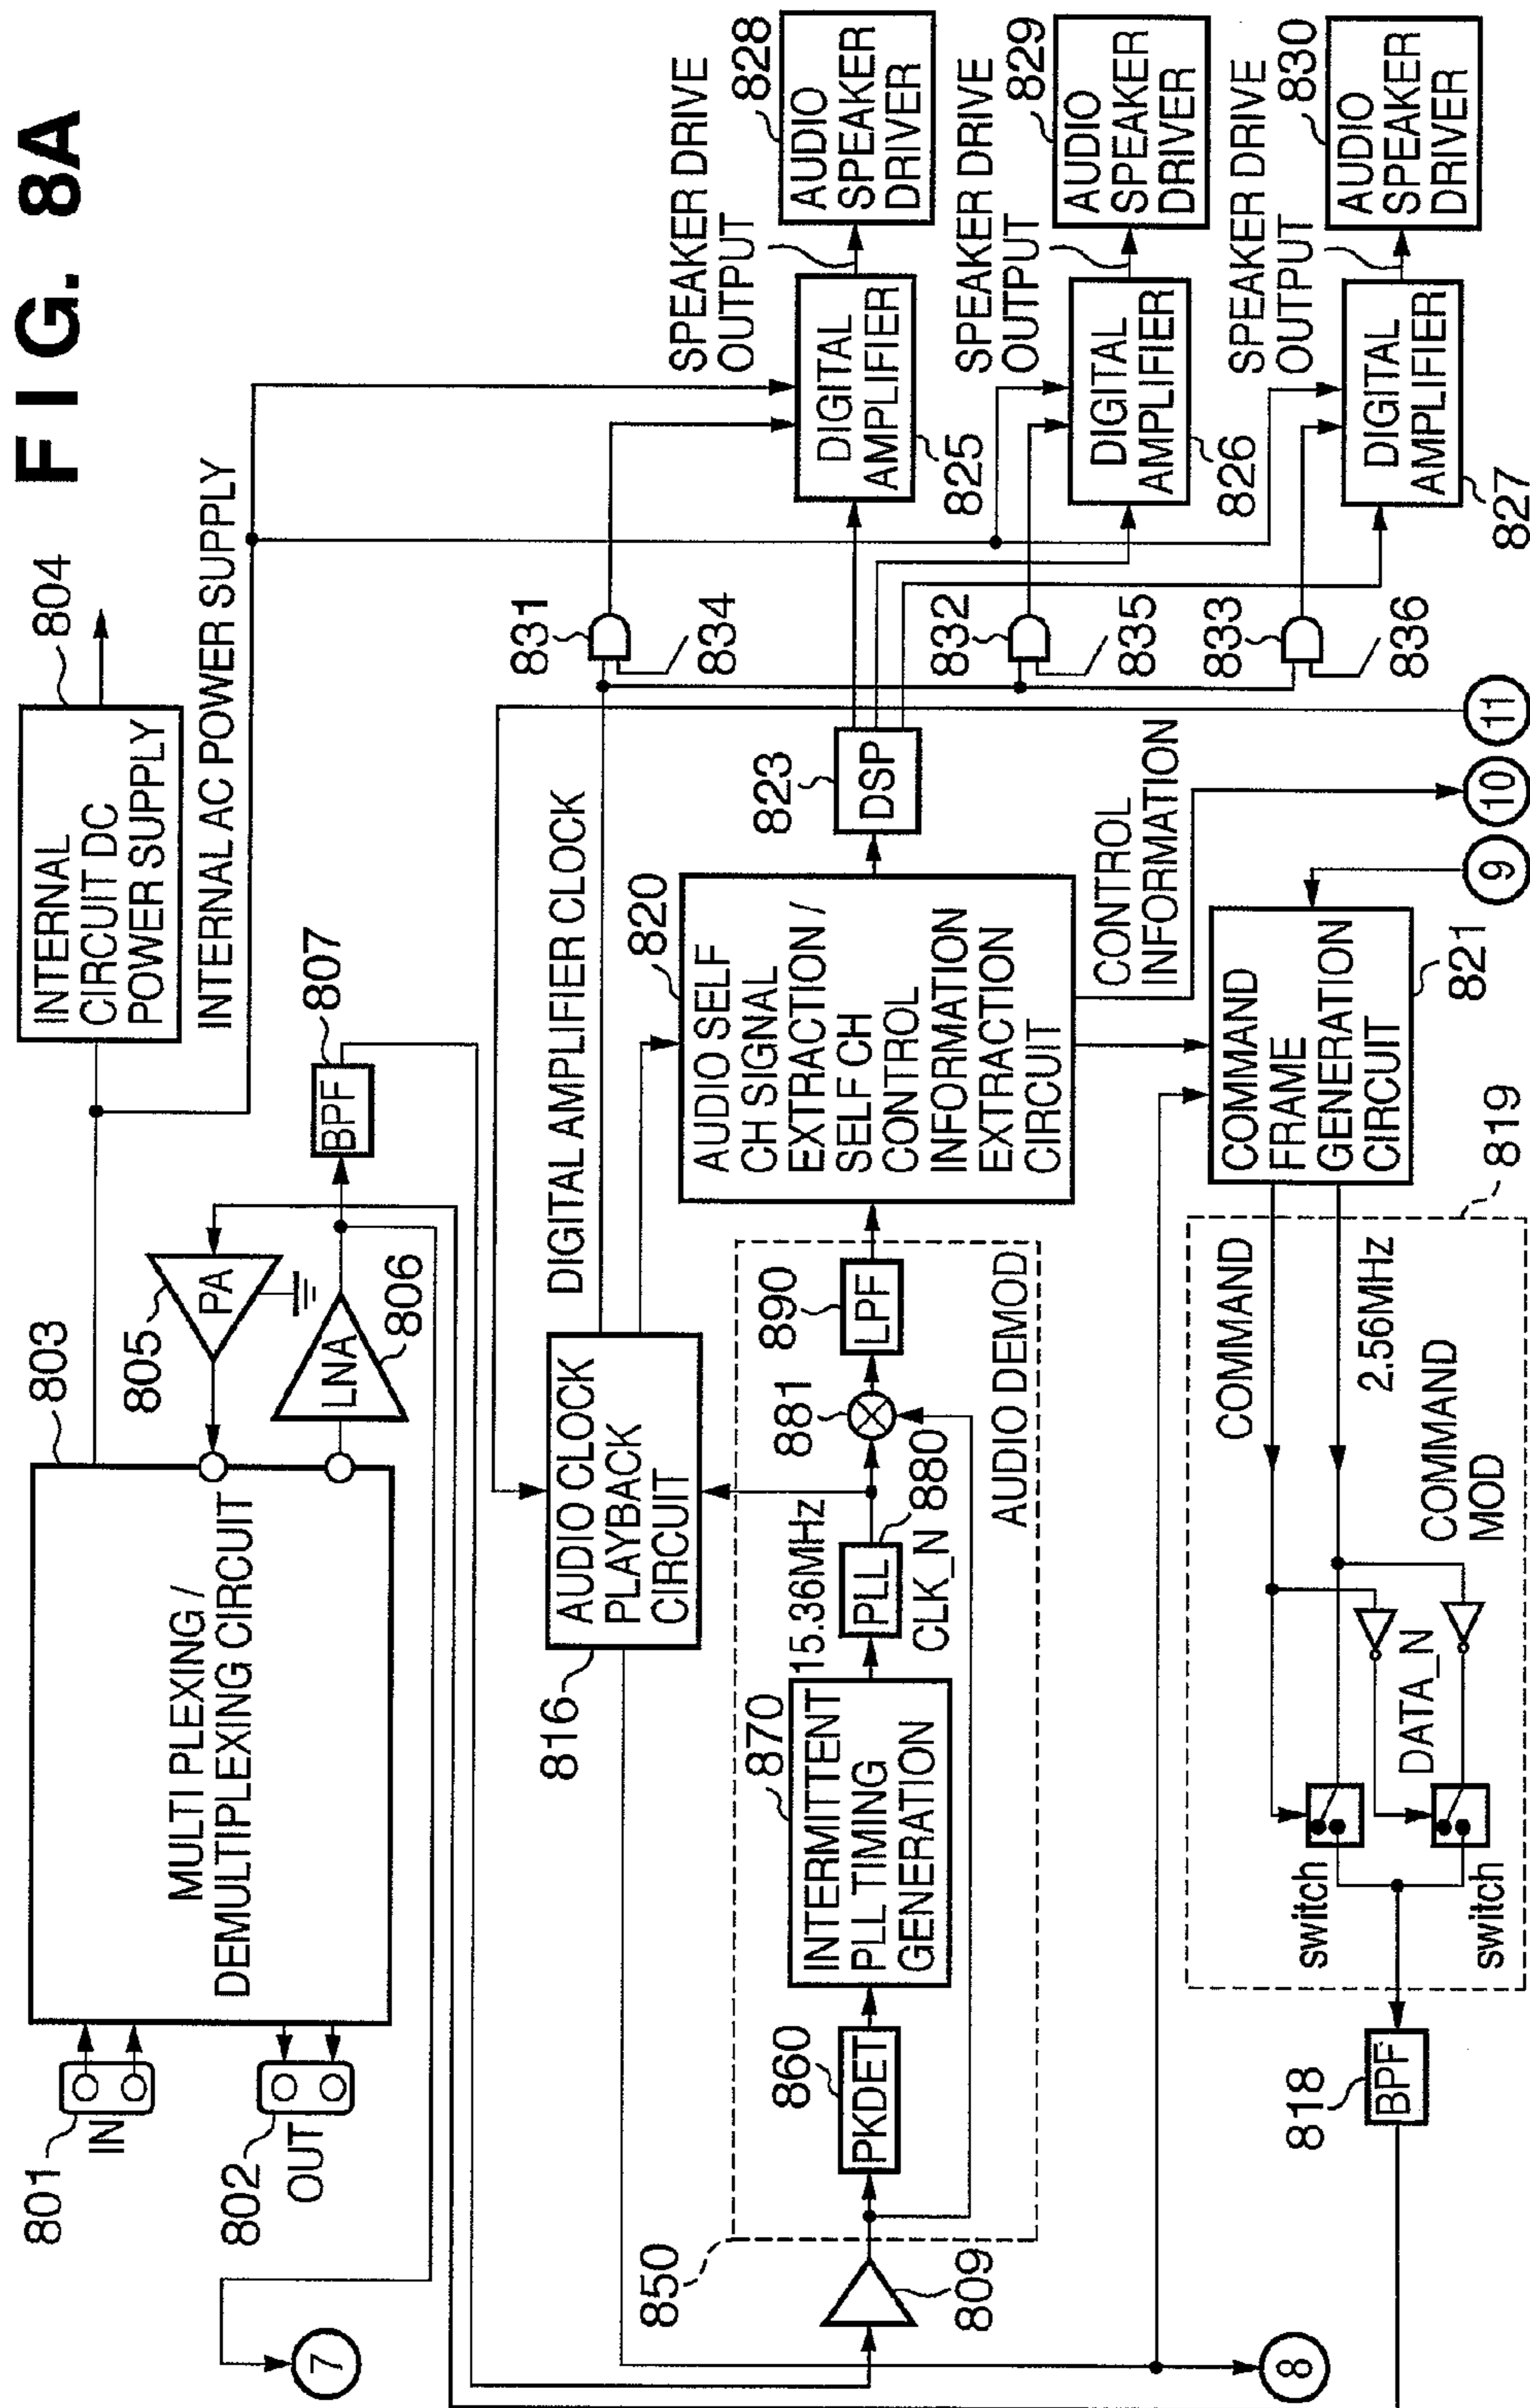 FIG. 8A
803
MULTI PLEXING /
DEMULTIPLEXING CIRCUIT
801
IN
802
OUT
INTERNAL
CIRCUIT DC
POWER SUPPLY
804
INTERNAL AC POWER SUPPLY
805
PA
LNA
806
BPF
807
7
DIGITAL AMPLIFIER CLOCK
AUDIO CLOCK
PLAYBACK
CIRCUIT
816
831
834
832
835
833
836
SPEAKER DRIVE
OUTPUT
DIGITAL
AMPLIFIER
825
828
AUDIO
SPEAKER
DRIVER
SPEAKER DRIVE
OUTPUT
DIGITAL
AMPLIFIER
826
829
AUDIO
SPEAKER
DRIVER
SPEAKER DRIVE
OUTPUT
DIGITAL
AMPLIFIER
827
830
AUDIO
SPEAKER
DRIVER
850
809
860
PKDET
870
INTERMITTENT
PLL TIMING
GENERATION
15.36MHz
PLL
880
CLK_N
881
890
LPF
AUDIO DEMOD
820
AUDIO SELF
CH SIGNAL
EXTRACTION /
SELF CH
CONTROL
INFORMATION
EXTRACTION
CIRCUIT
823
DSP
CONTROL
INFORMATION
9
10
11
COMMAND
FRAME
GENERATION
CIRCUIT
821
819
COMMAND
2.56MHz
COMMAND
MOD
DATA_N
switch
switch
818
BPF
8